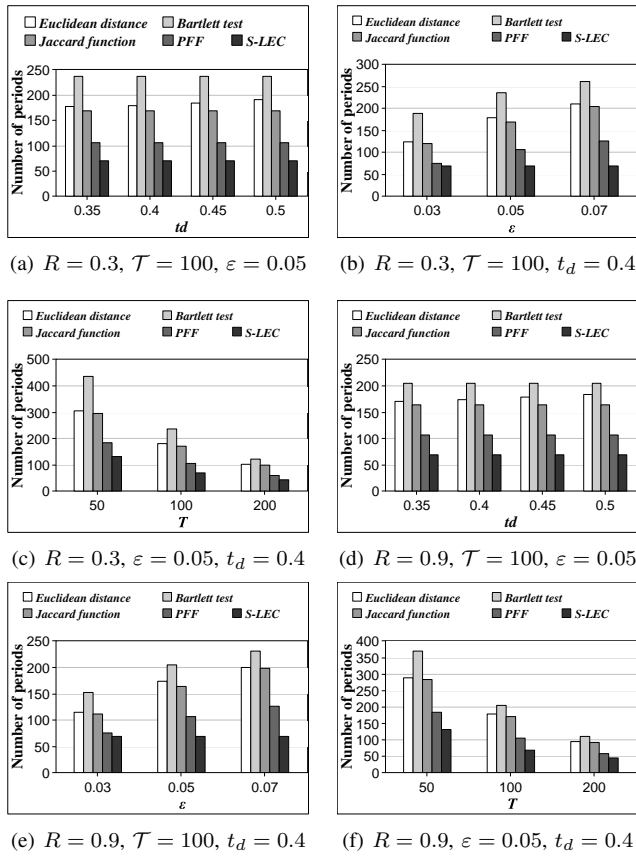 Euclidean distance Bartlett test
Jaccard function PFF S-LEC
Number of periods
250
200
150
100
50
0
0.35 0.4 0.45 0.5
td
(a) R = 0.3, 𝒯 = 100, ε = 0.05
Euclidean distance Bartlett test
Jaccard function PFF S-LEC
Number of periods
300
250
200
150
100
50
0
0.03 0.05 0.07
ε
(b) R = 0.3, 𝒯 = 100, t_d = 0.4
Euclidean distance Bartlett test
Jaccard function PFF S-LEC
Number of periods
500
400
300
200
100
0
50 100 200
T
(c) R = 0.3, ε = 0.05, t_d = 0.4
Euclidean distance Bartlett test
Jaccard function PFF S-LEC
Number of periods
250
200
150
100
50
0
0.35 0.4 0.45 0.5
td
(d) R = 0.9, 𝒯 = 100, ε = 0.05
Euclidean distance Bartlett test
Jaccard function PFF S-LEC
Number of periods
250
200
150
100
50
0
0.03 0.05 0.07
ε
(e) R = 0.9, 𝒯 = 100, t_d = 0.4
Euclidean distance Bartlett test
Jaccard function PFF S-LEC
Number of periods
400
350
300
250
200
150
100
50
0
50 100 200
T
(f) R = 0.9, ε = 0.05, t_d = 0.4